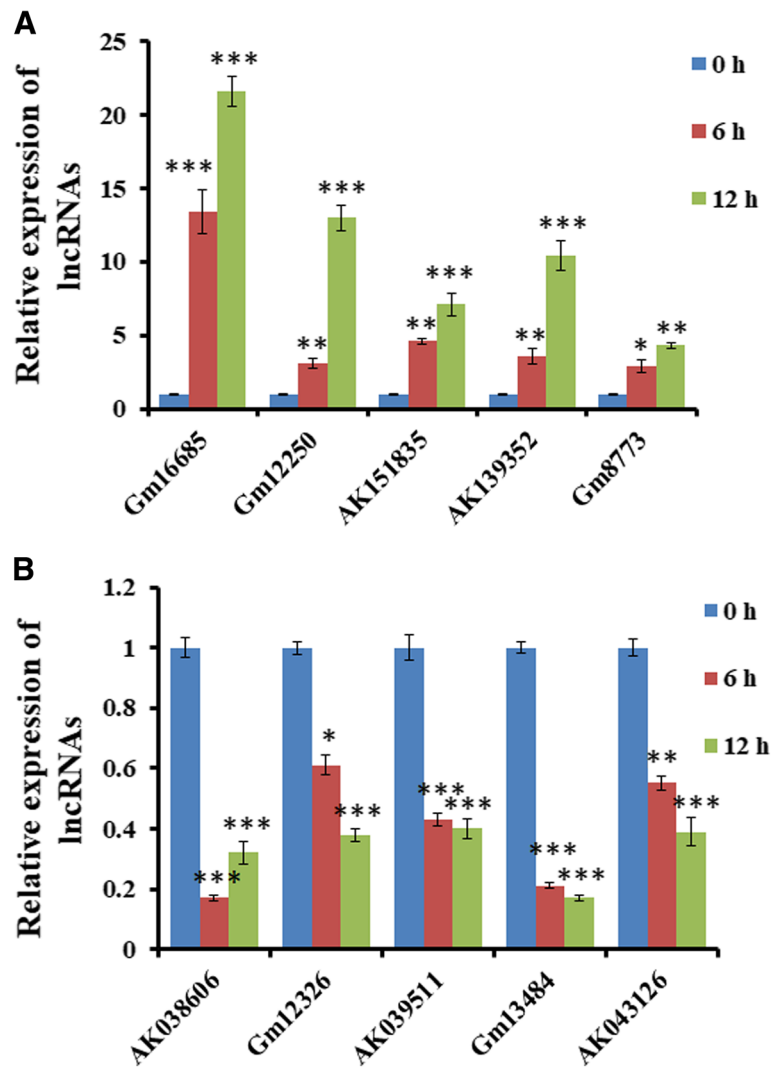 A
Relative expression of
lncRNAs
25
20
15
10
5
0
***
***
**
***
**
***
**
***
*
**
0 h
6 h
12 h
Gm16685
Gm12250
AK151835
AK139352
Gm8773
B
Relative expression of
lncRNAs
1.2
1
0.8
0.6
0.4
0.2
0
***
***
*
***
***
***
***
***
**
***
0 h
6 h
12 h
AK038606
Gm12326
AK039511
Gm13484
AK043126